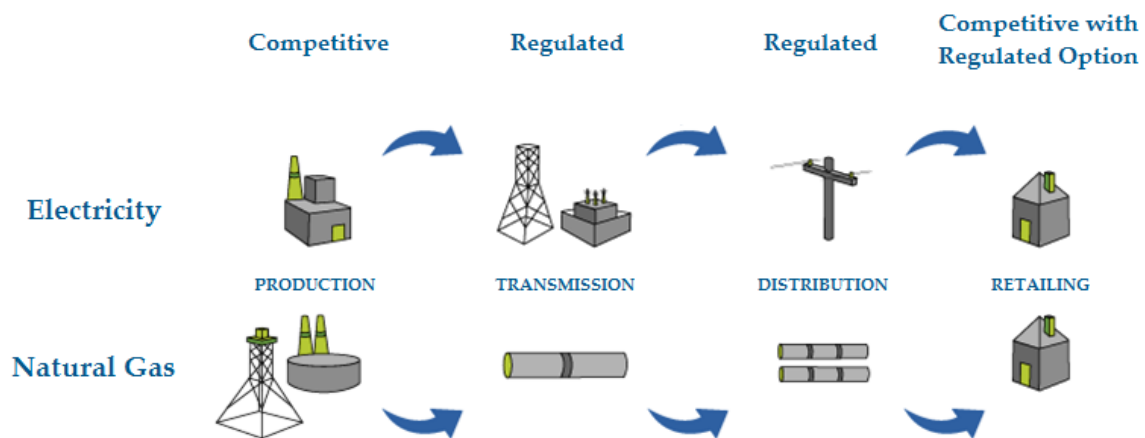 Competitive
Regulated
Regulated
Competitive with
Regulated Option
Electricity
PRODUCTION
TRANSMISSION
DISTRIBUTION
RETAILING
Natural Gas